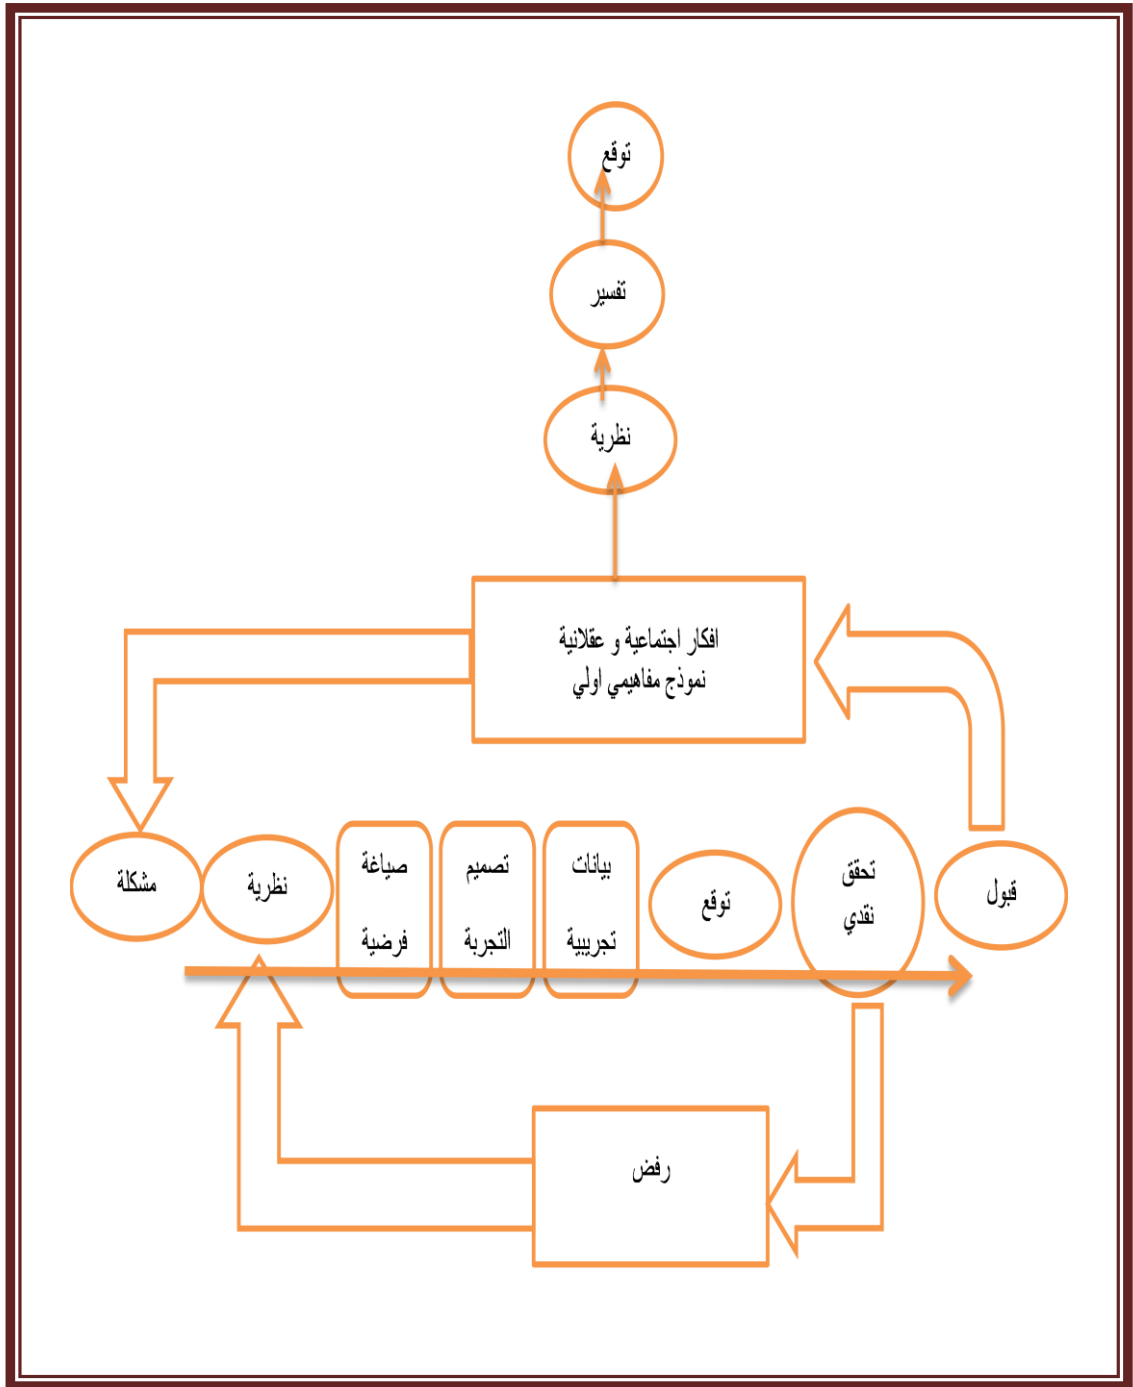 توقع
تفسير
نظرية
افكار اجتماعية و عقلانية
نموذج مفاهيمي اولي
مشكلة
نظرية
صياغة
فرضية
تصميم
التجربة
بيانات
تجريبية
توقع
تحقق
نقدي
قبول
رفض